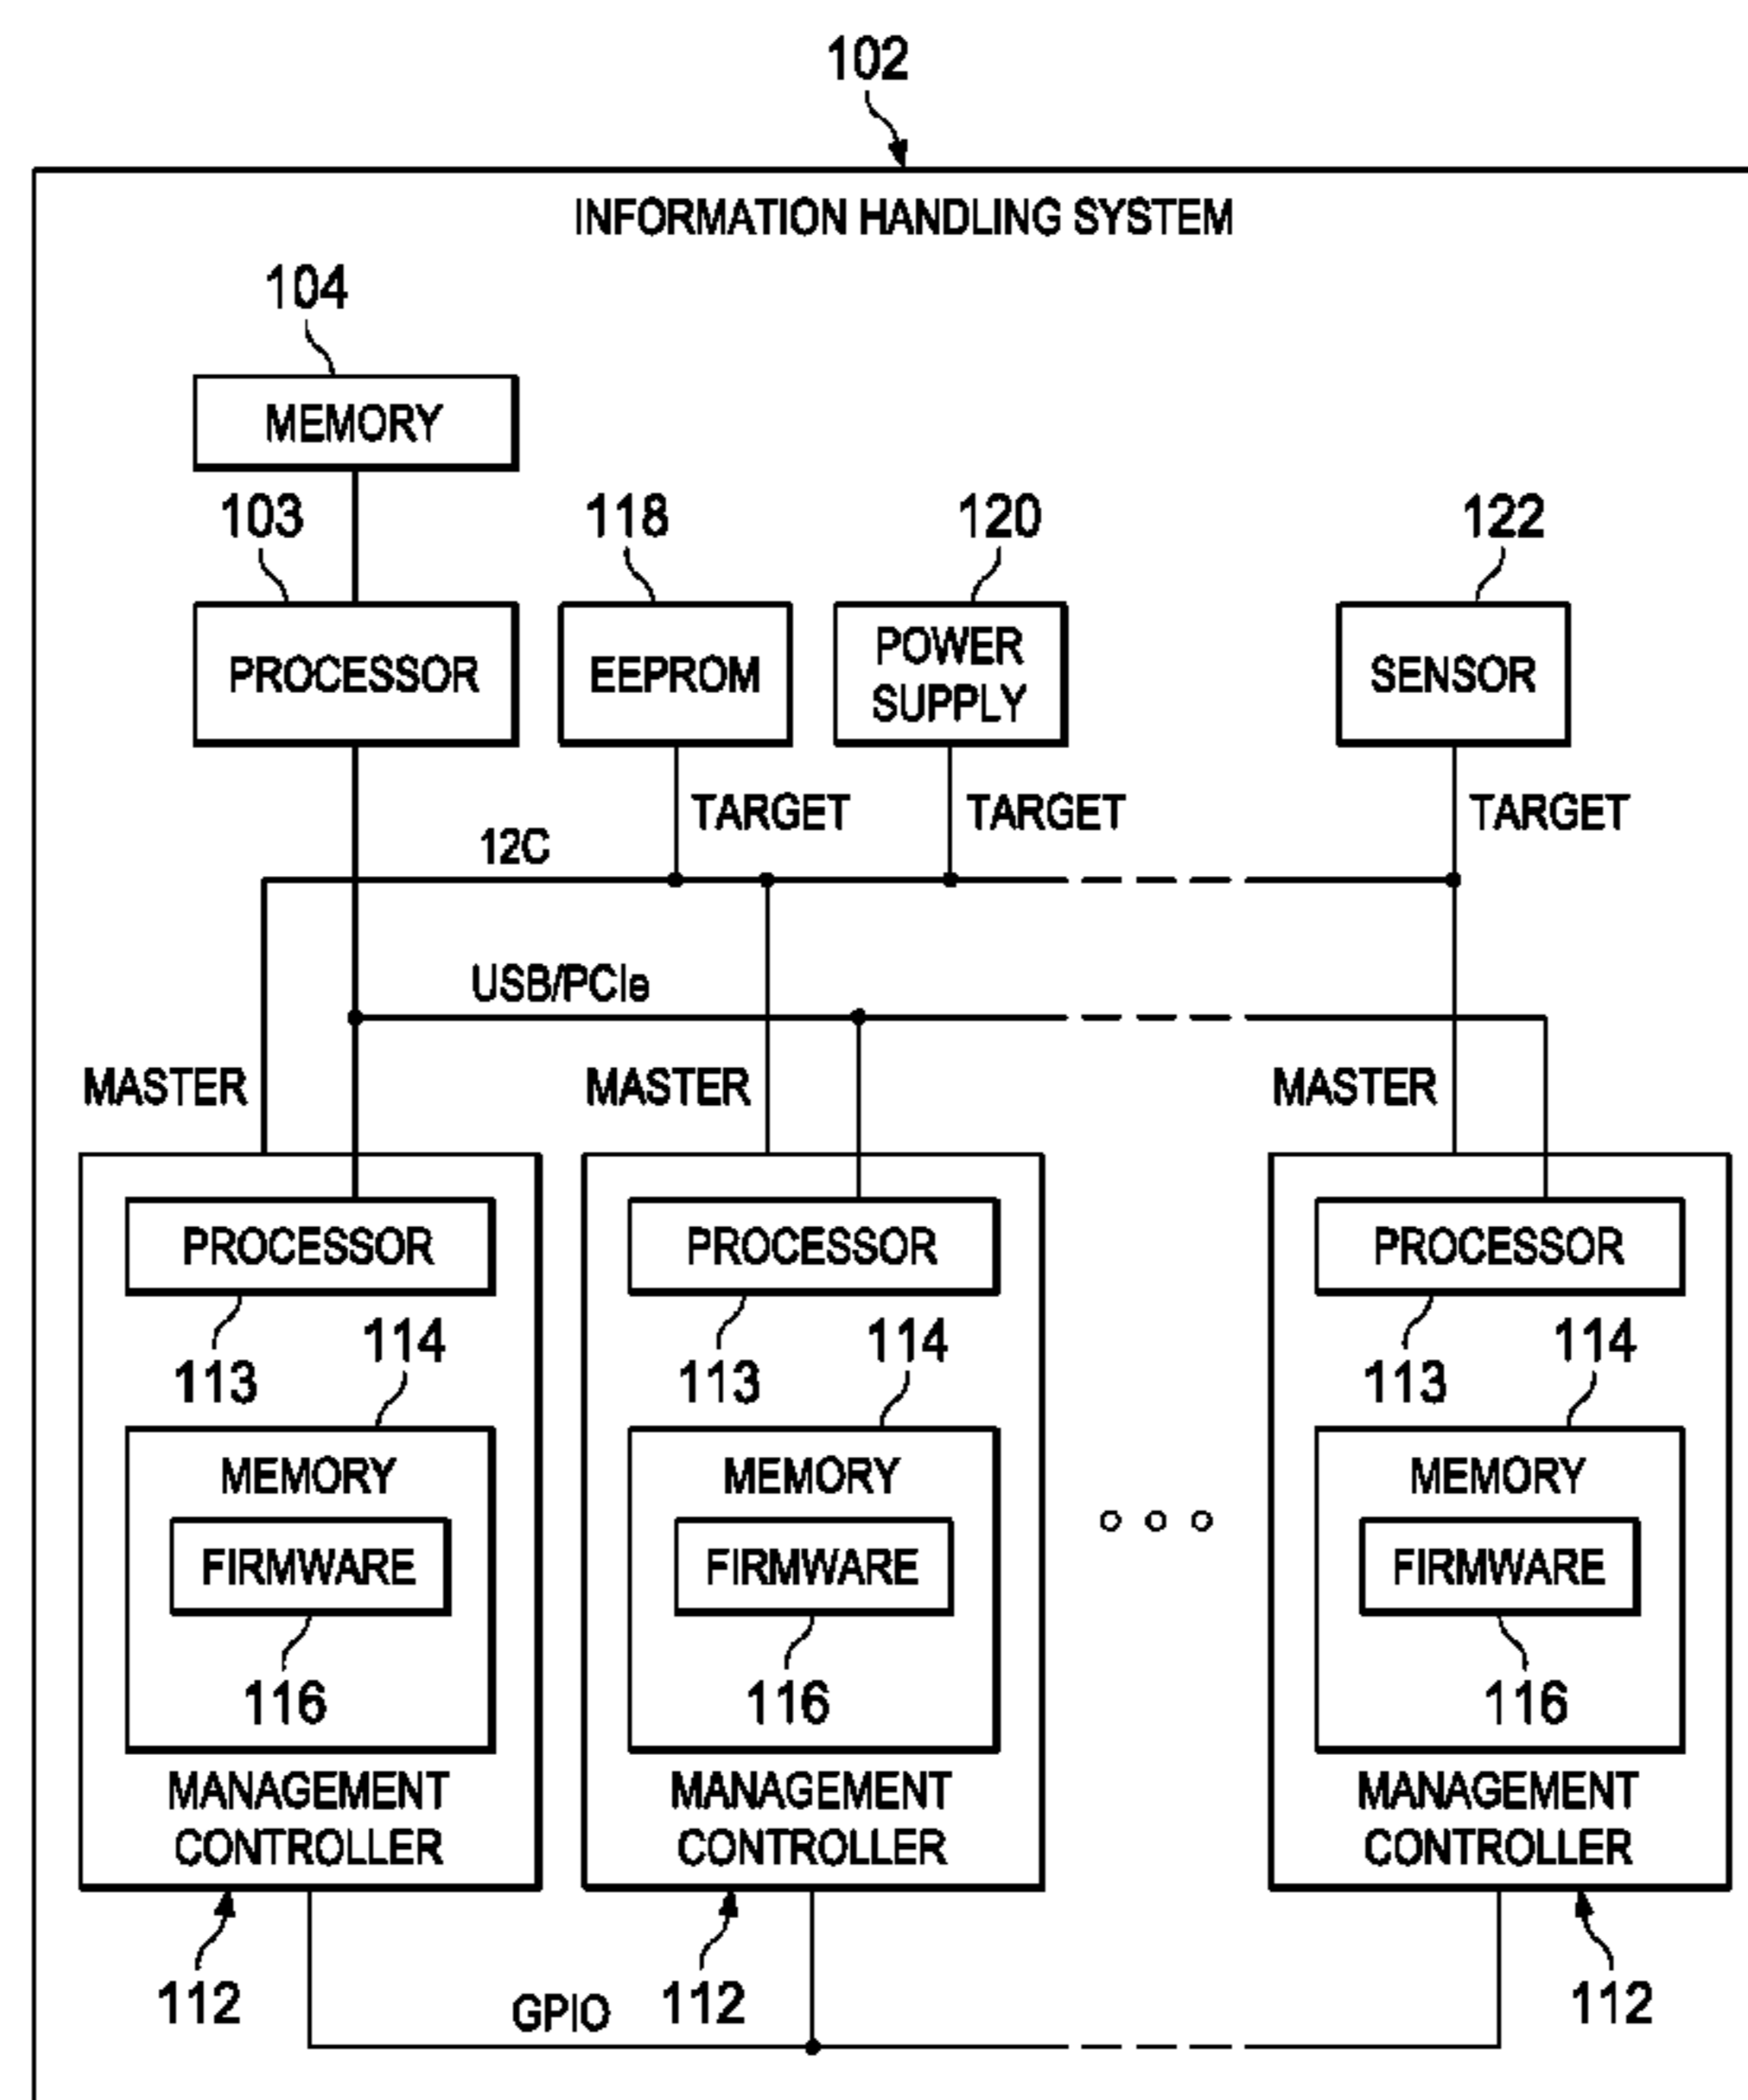 102
INFORMATION HANDLING SYSTEM
104
MEMORY
103
118
120
122
PROCESSOR
EEPROM
POWER
SUPPLY
SENSOR
TARGET
TARGET
TARGET
12C
USB/PCIe
MASTER
MASTER
MASTER
PROCESSOR
PROCESSOR
PROCESSOR
113
114
113
114
113
114
MEMORY
MEMORY
MEMORY
FIRMWARE
FIRMWARE
FIRMWARE
116
116
116
MANAGEMENT
CONTROLLER
MANAGEMENT
CONTROLLER
MANAGEMENT
CONTROLLER
112
GPIO
112
112